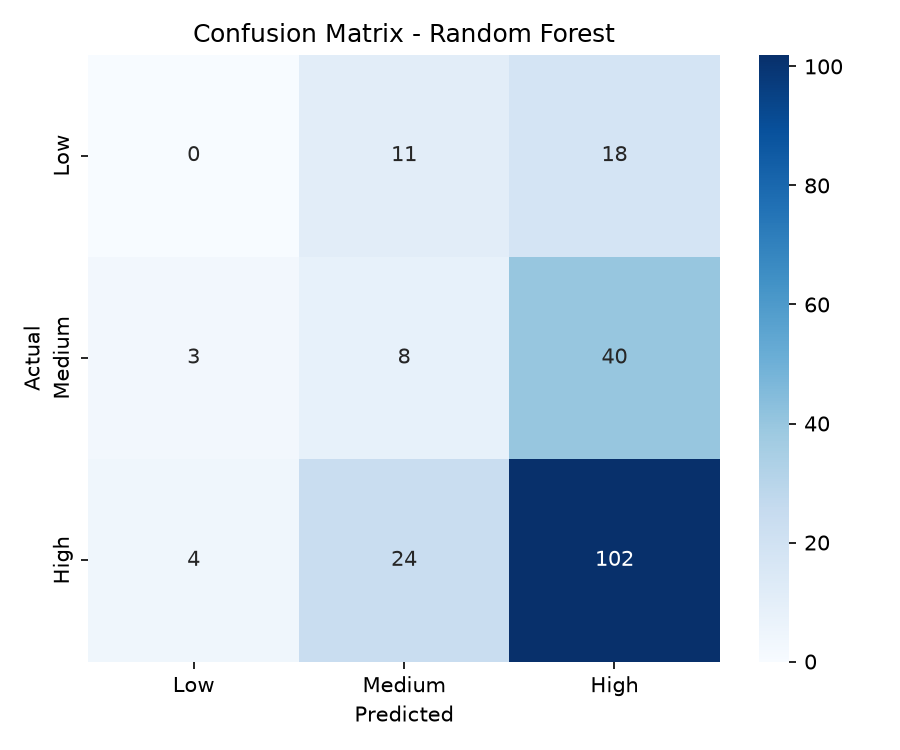 Confusion Matrix - Random Forest
Actual
Low
0
11
18
Medium
3
8
40
High
4
24
102
Low
Medium
High
Predicted
100
80
60
40
20
0